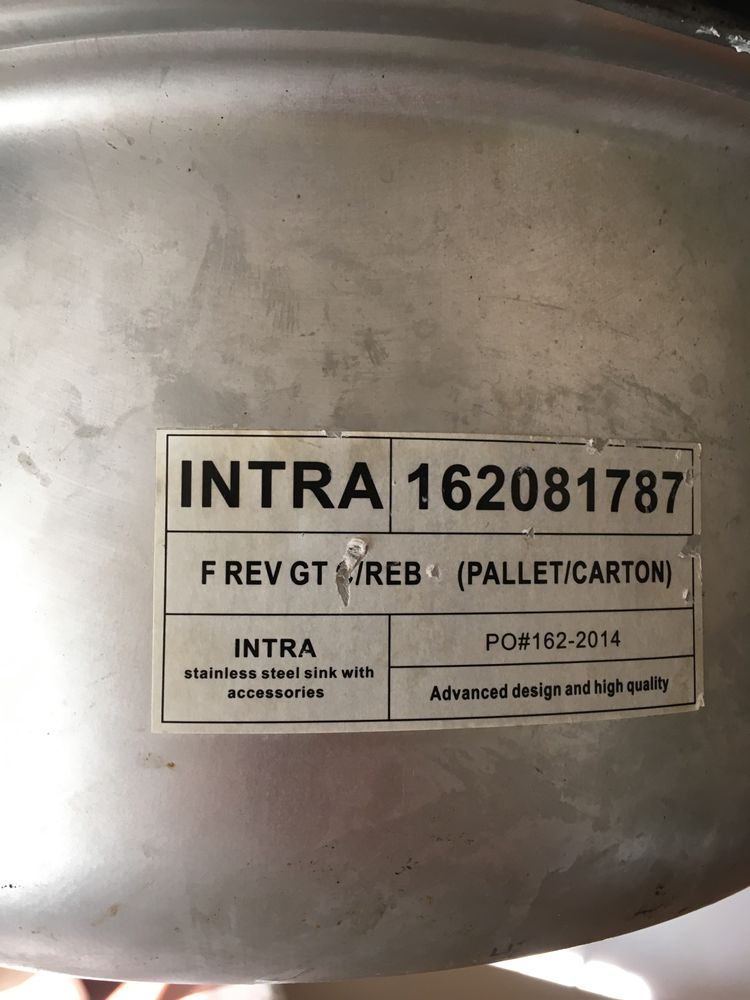 INTRA 162081787
F REV GT /REB (PALLET/CARTON)
INTRA
stainless steel sink with
accessories
PO#162-2014
Advanced design and high quality